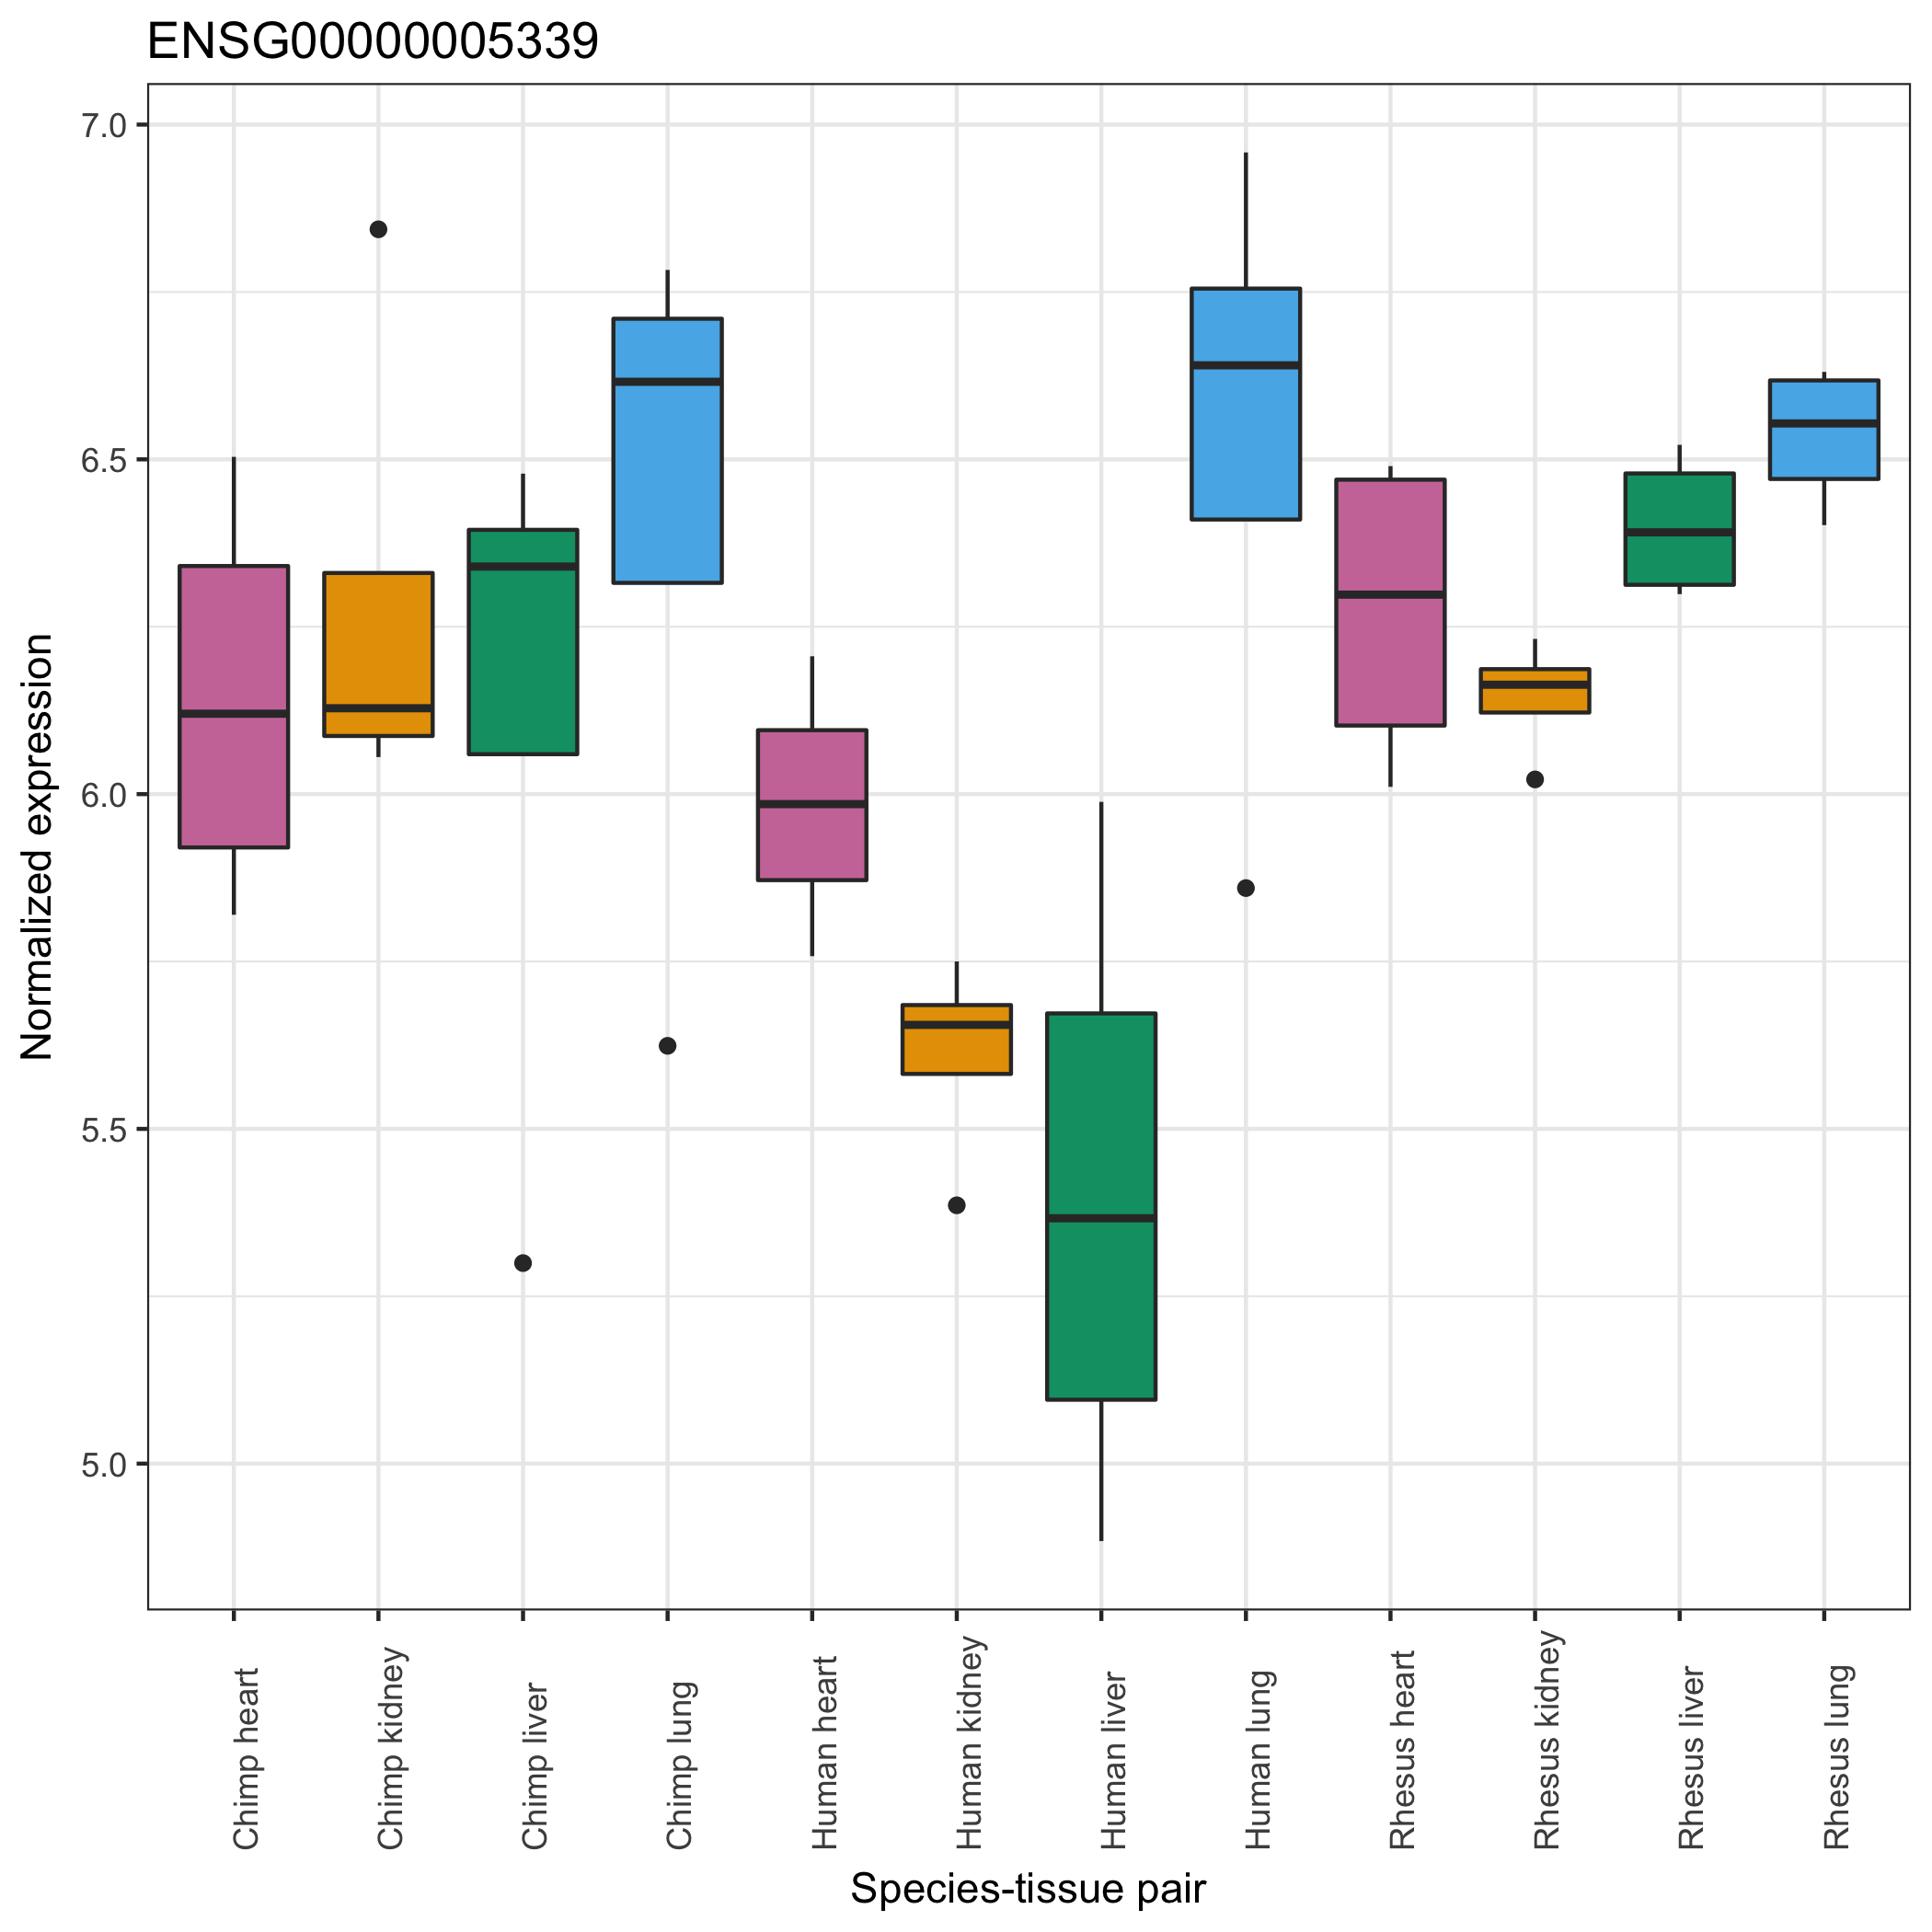 ENSG00000005339
Normalized expression
7.0
6.5
6.0
5.5
5.0
Chimp heart
Chimp kidney
Chimp liver
Chimp lung
Human heart
Human kidney
Human liver
Human lung
Rhesus heart
Rhesus kidney
Rhesus liver
Rhesus lung
Species-tissue pair